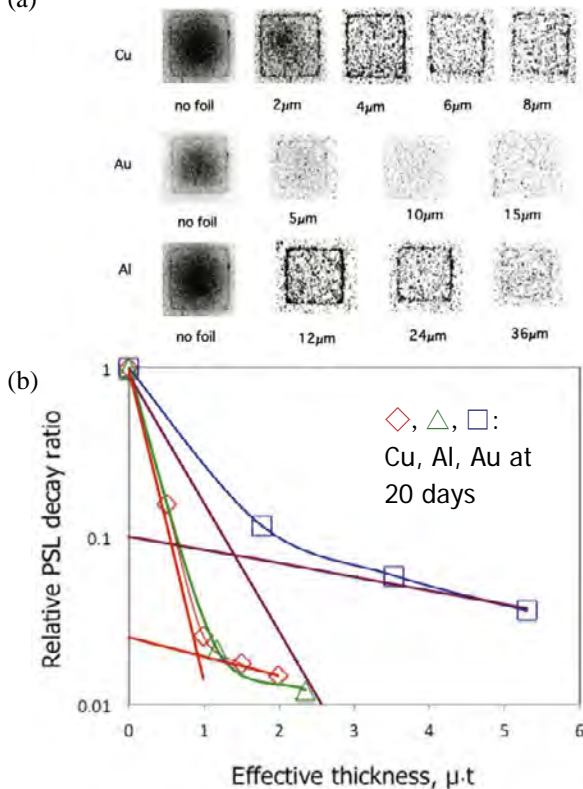 (a)
Cu
no foil 2μm 4μm 6μm 8μm
Au
no foil 5μm 10μm 15μm
Al
no foil 12μm 24μm 36μm
(b)
1
0.1
0.01
0 1 2 3 4 5 6
Relative PSL decay ratio
Effective thickness, μ·t
◇, △, □:
Cu, Al, Au at
20 days